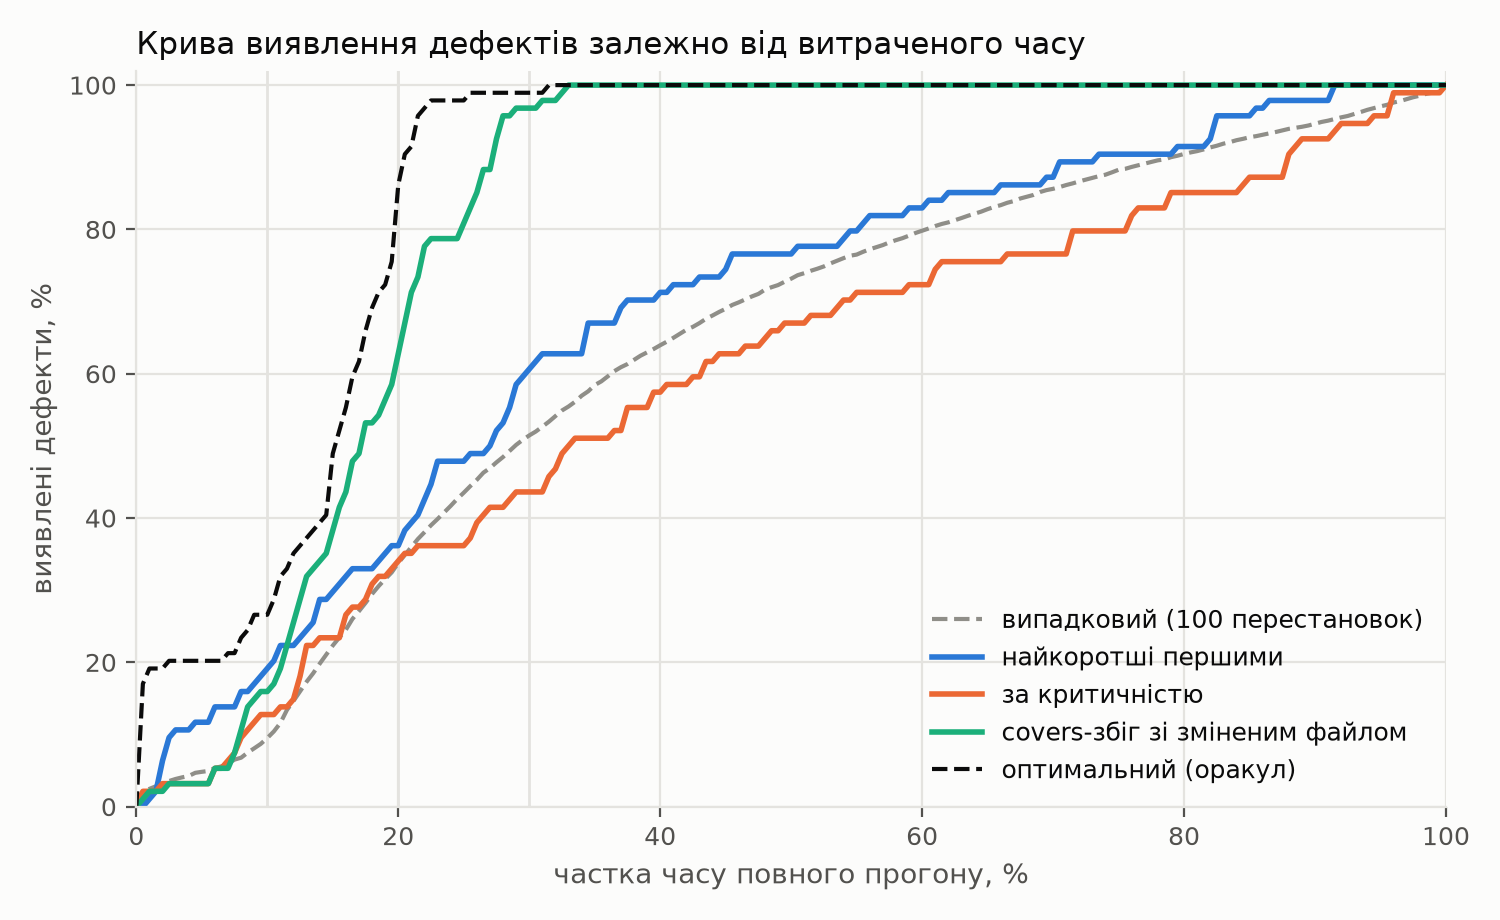 Крива виявлення дефектів залежно від витраченого часу
виявлені дефекти, %
100
80
60
40
20
0
0 20 40 60 80 100
частка часу повного прогону, %
випадковий (100 перестановок)
найкоротші першими
за критичністю
covers-збіг зі зміненим файлом
оптимальний (оракул)